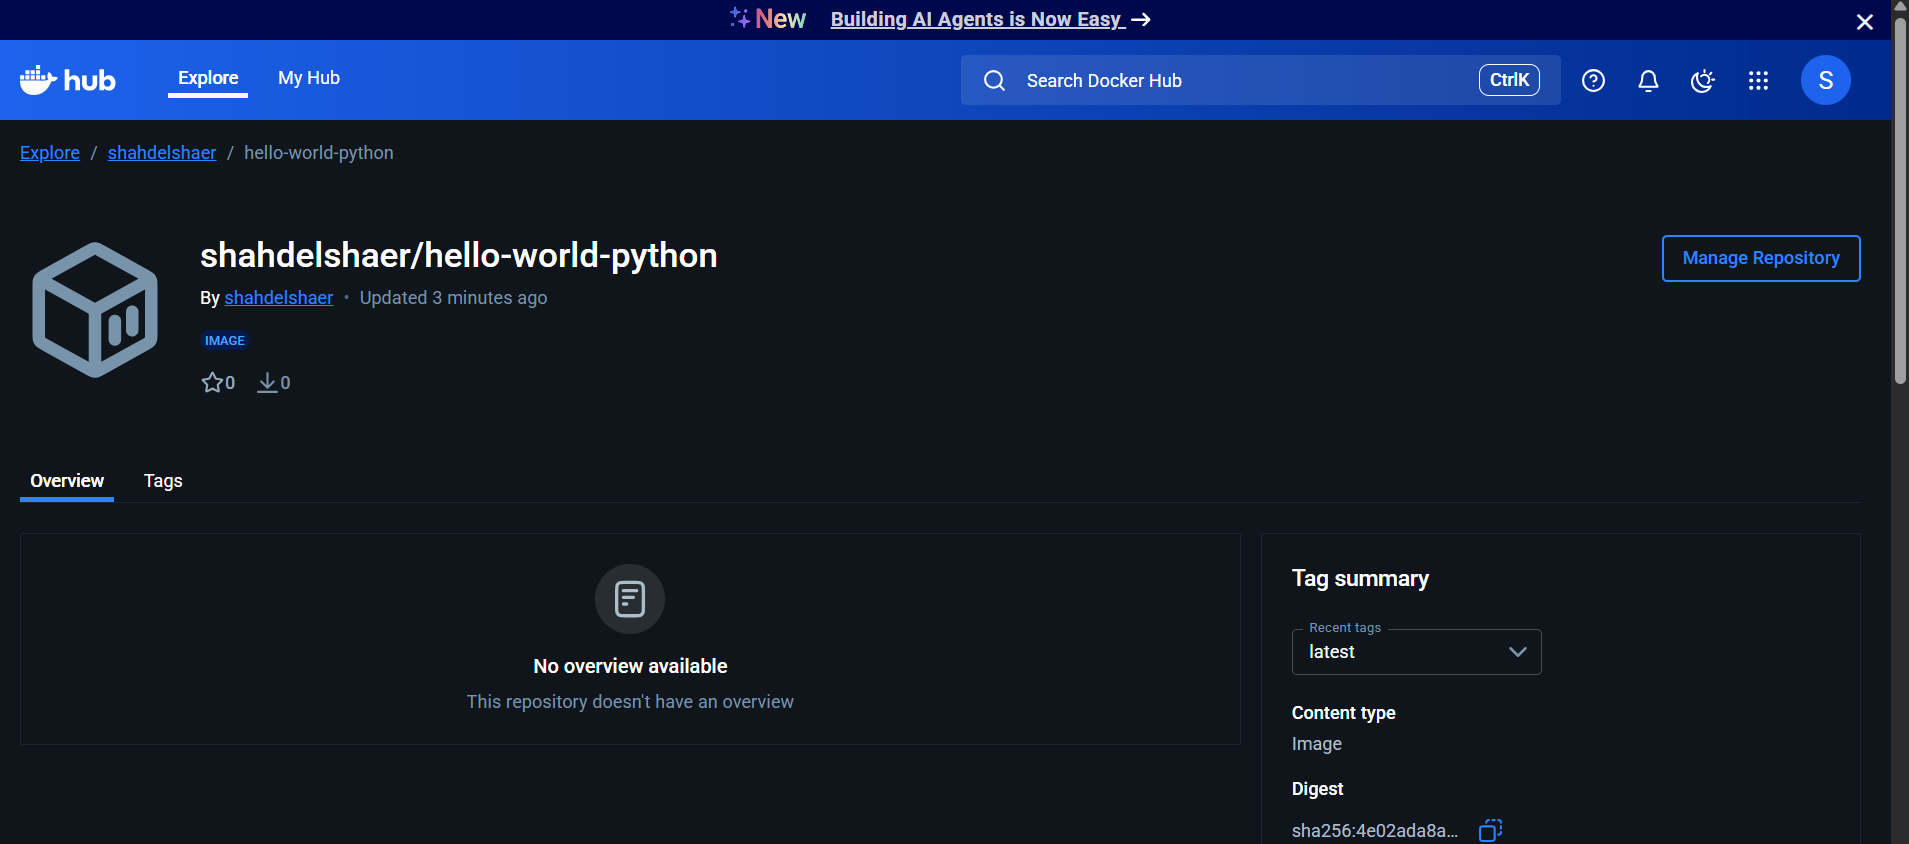 New Building AI Agents is Now Easy →
hub Explore My Hub Search Docker Hub CtrlK S
Explore / shahdelshaer / hello-world-python
shahdelshaer/hello-world-python
Manage Repository
By shahdelshaer • Updated 3 minutes ago
IMAGE
0 0
Overview Tags
No overview available
This repository doesn't have an overview
Tag summary
Recent tags
latest
Content type
Image
Digest
sha256:4e02ada8a...